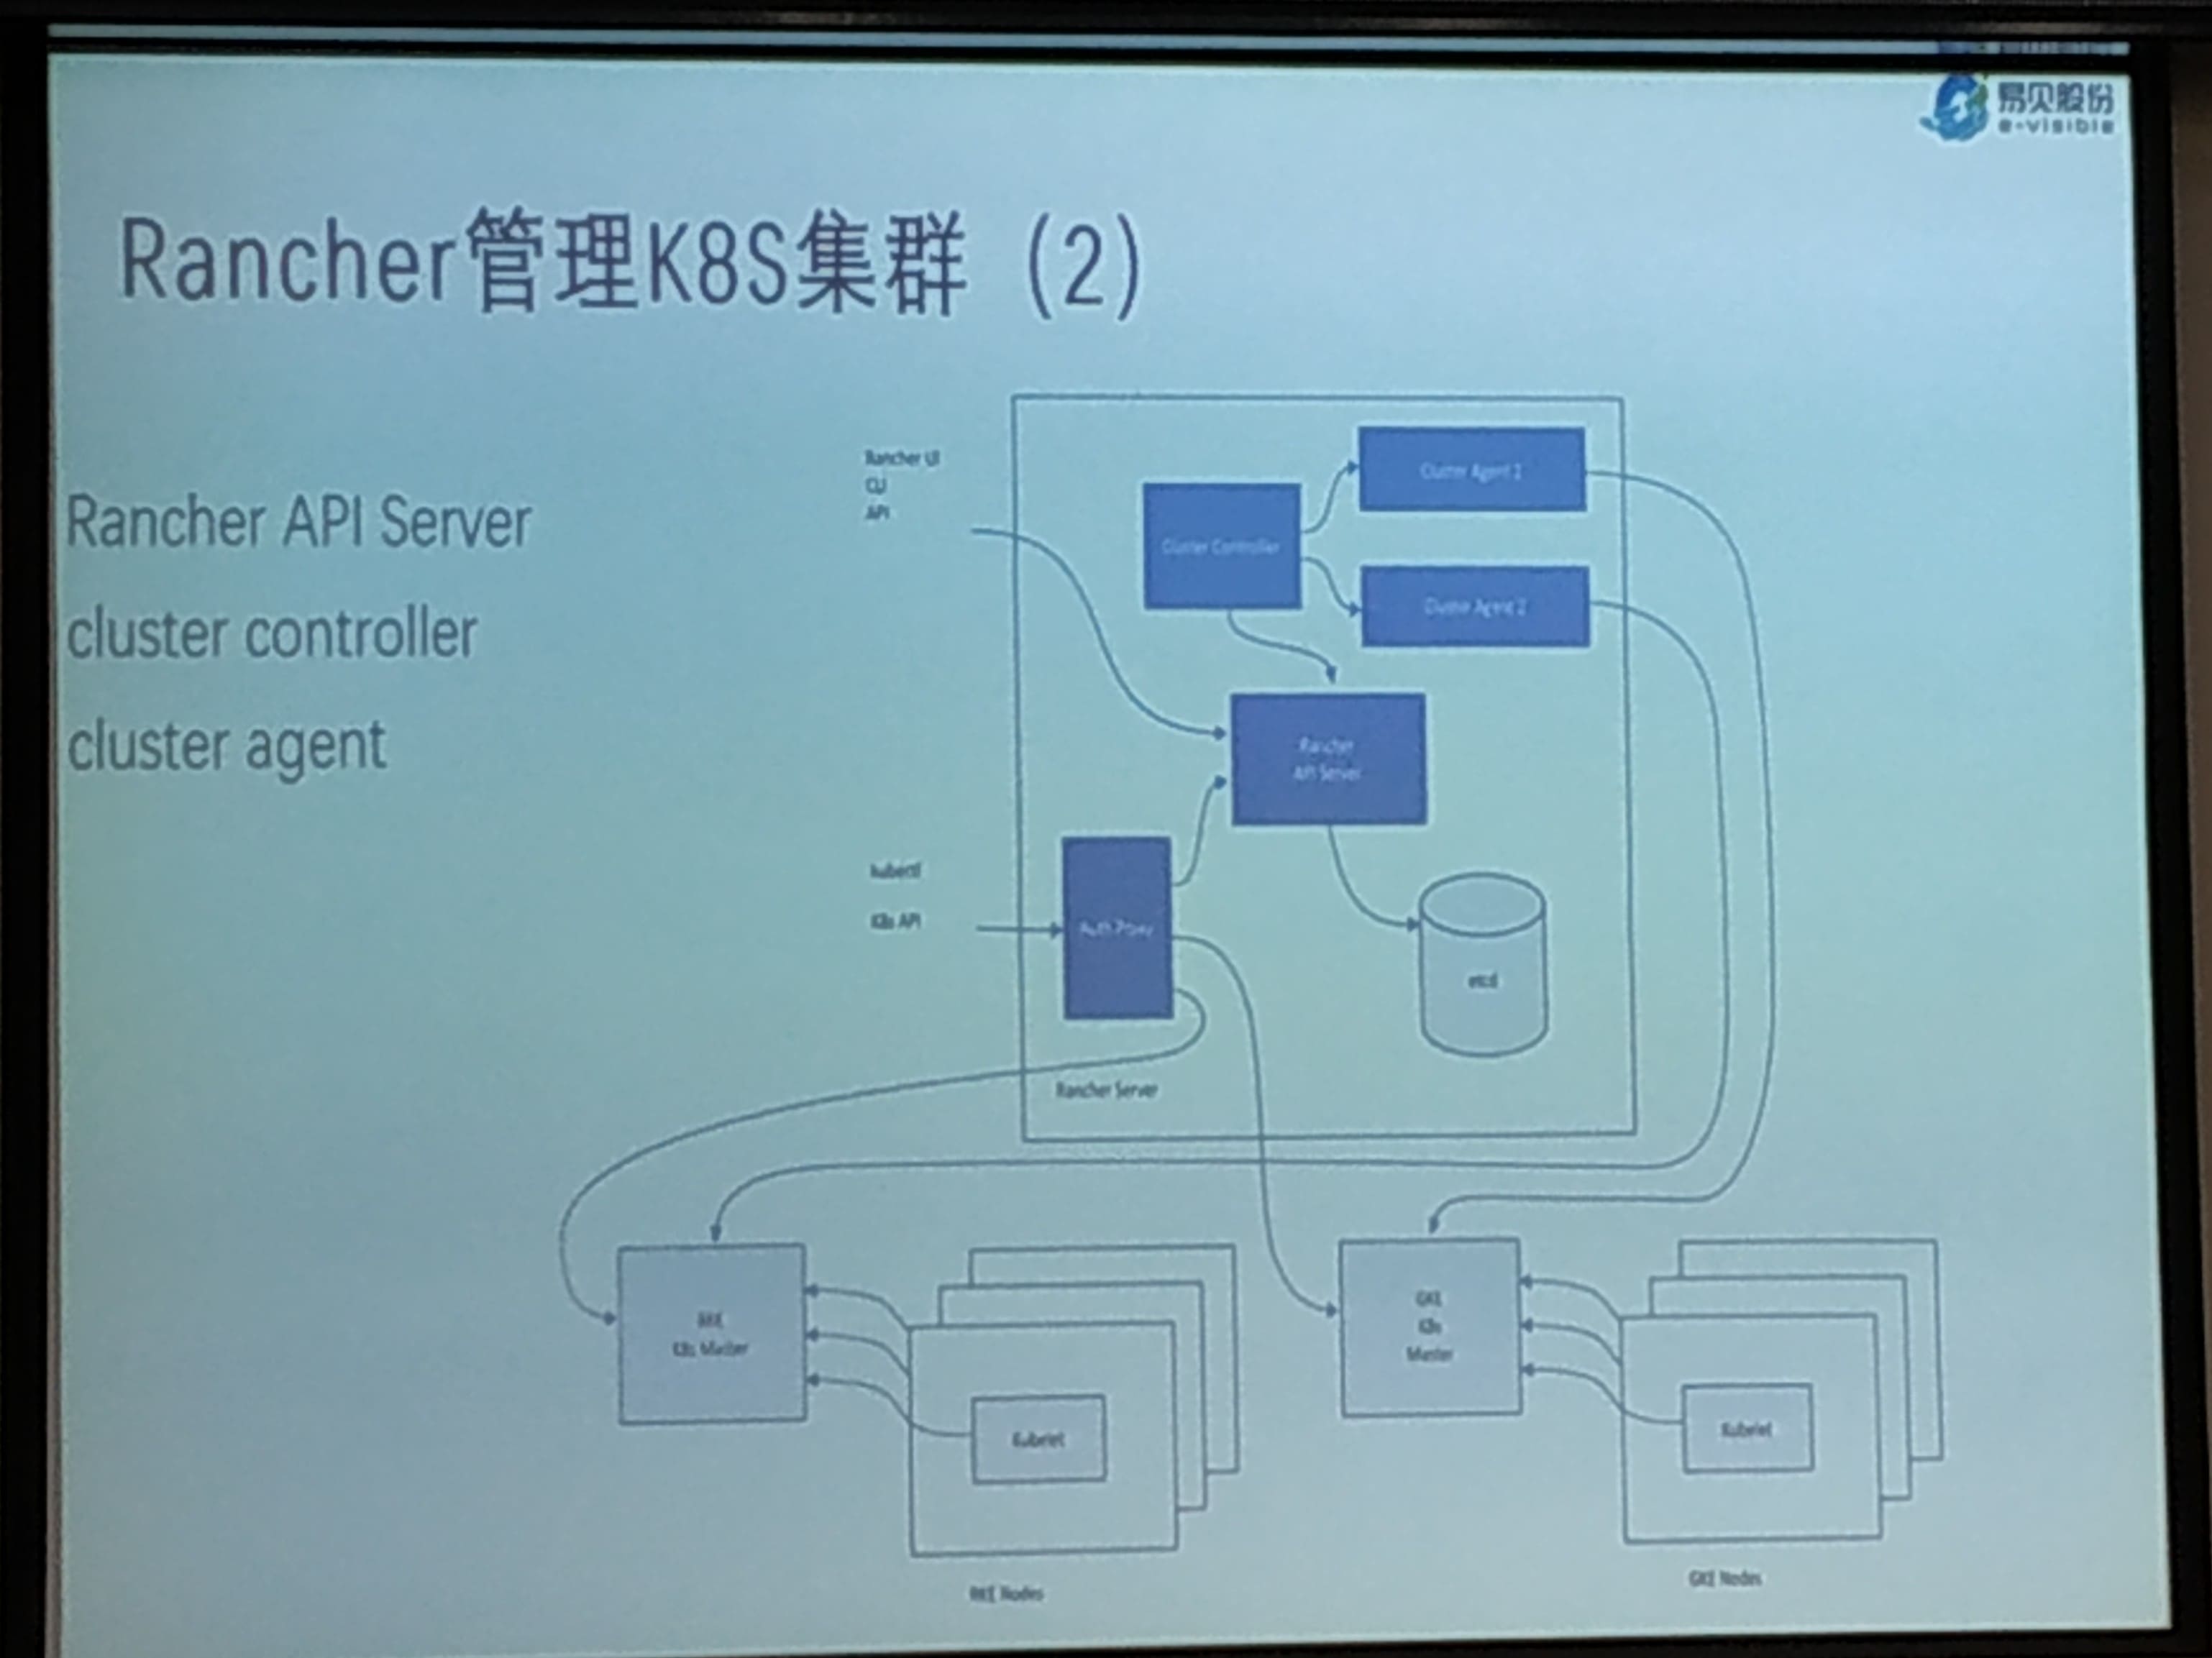 易贝股份
e-visible
Rancher管理K8S集群（2）
Rancher API Server
cluster controller
cluster agent
Rancher UI
CLI
API
Cluster Controller
Cluster Agent 1
Cluster Agent 2
Rancher
API Server
kubectl
K8s API
Auth Proxy
etcd
Rancher Server
RKE
K8s Master
Kubelet
RKE Nodes
GKE
K8s
Master
Kubelet
GKE Nodes